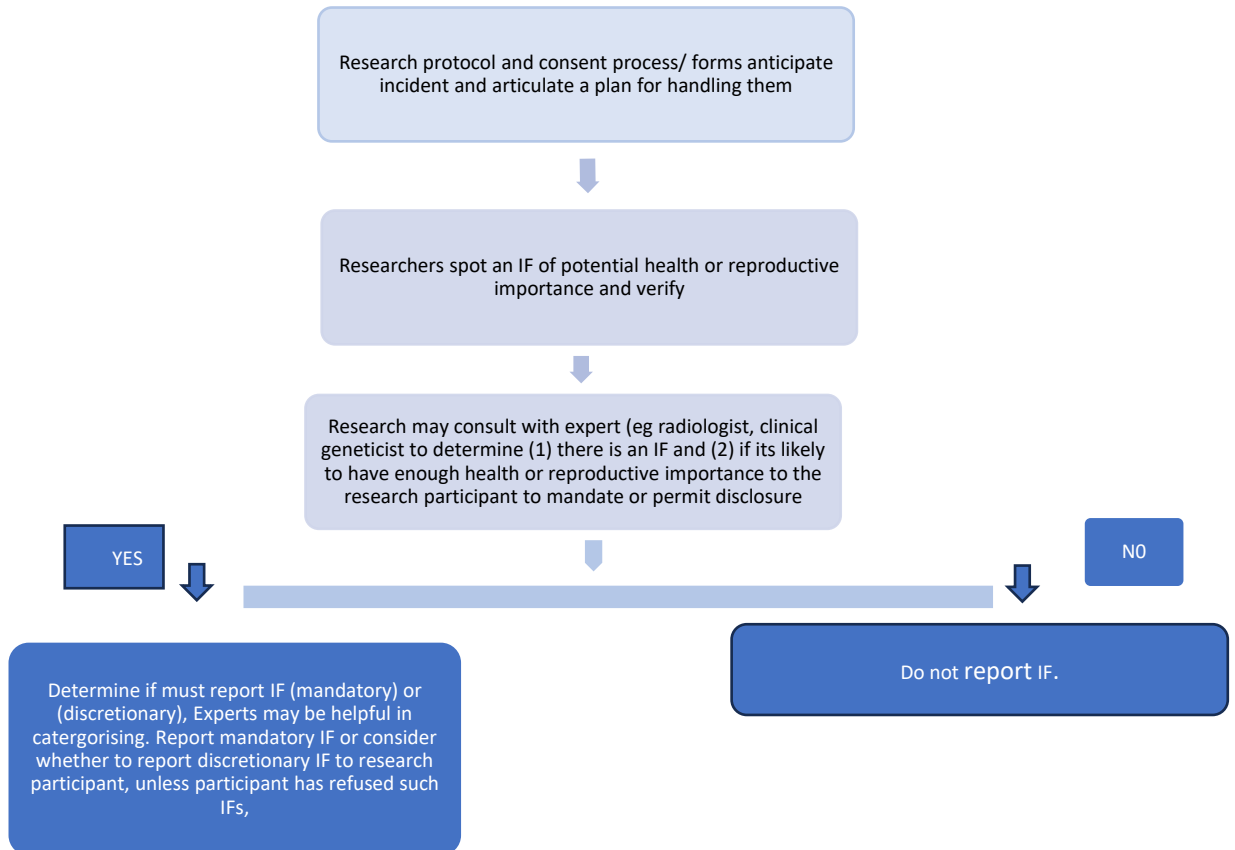 Research protocol and consent process/ forms anticipate
incident and articulate a plan for handling them
Researchers spot an IF of potential health or reproductive
importance and verify
Research may consult with expert (eg radiologist, clinical
geneticist to determine (1) there is an IF and (2) if its likely
to have enough health or reproductive importance to the
research participant to mandate or permit disclosure
YES
N0
Determine if must report IF (mandatory) or
(discretionary), Experts may be helpful in
catergorising. Report mandatory IF or consider
whether to report discretionary IF to research
participant, unless participant has refused such
IFs,
Do not report IF.